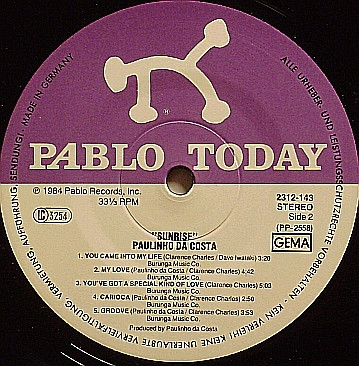 PABLO TODAY
℗ 1984 Pablo Records, Inc.
33⅓ RPM
LC 3254
2312-143
STEREO
Side 2
(PP-2558)
GEMA
"SUNRISE"
PAULINHO DA COSTA
1. YOU CAME INTO MY LIFE (Clarence Charles / Dave Iwataki) 3:20
Burunga Music Co.
2. MY LOVE (Paulinho da Costa / Clarence Charles) 4:42
Burunga Music Co.
3. YOU'VE GOT A SPECIAL KIND OF LOVE (Clarence Charles) 5:03
Burunga Music Co.
4. CARIOCA (Paulinho da Costa / Clarence Charles) 2:50
Burunga Music Co.
5. GROOVE (Paulinho da Costa / Clarence Charles) 3:53
Burunga Music Co.
Produced by Paulinho da Costa
ALLE URHEBER- UND LEISTUNGSSCHUTZRECHTE VORBEHALTEN - KEIN VERLEIH! KEINE UNERLAUBTE VERVIELFÄLTIGUNG, VERMIETUNG, AUFFÜHRUNG, SENDUNG! MADE IN GERMANY